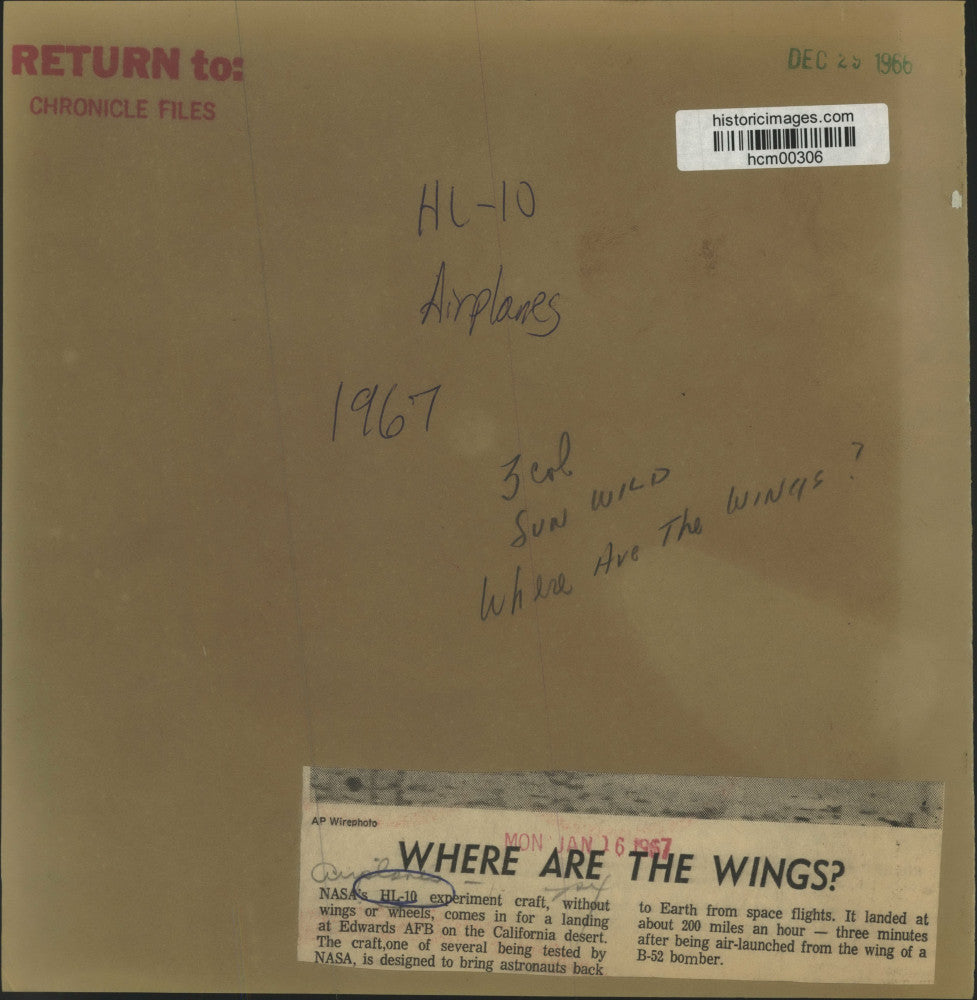 RETURN to:
CHRONICLE FILES
DEC 29 1966
historicimages.com
hcm00306
HL-10
Airplanes
1967
3 col
SUN WILD
Where Are The WINGS?
AP Wirephoto
MON JAN 16 1967
WHERE ARE THE WINGS?
NASA's HL-10 experiment craft, without
wings or wheels, comes in for a landing
at Edwards AFB on the California desert.
The craft,one of several being tested by
NASA, is designed to bring astronauts back
to Earth from space flights. It landed at
about 200 miles an hour — three minutes
after being air-launched from the wing of a
B-52 bomber.